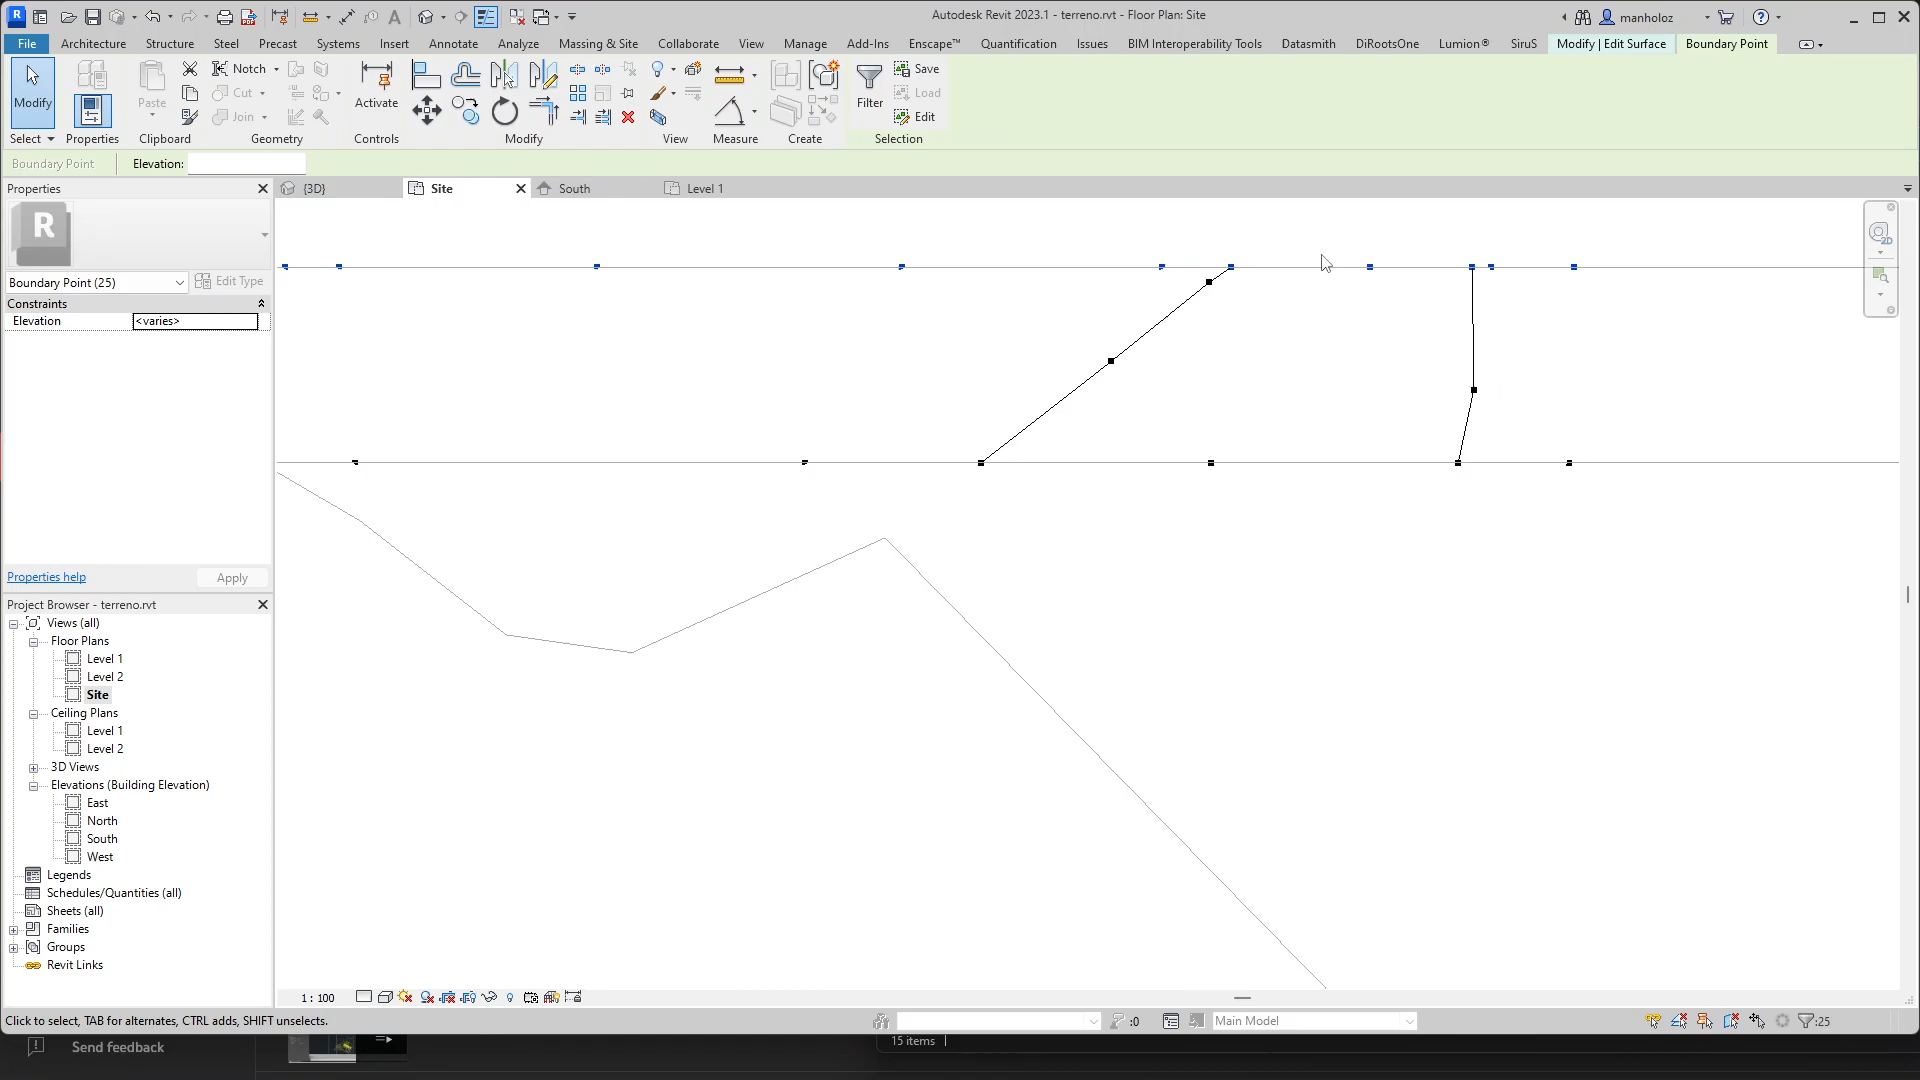 R
Autodesk Revit 2023.1 - terreno.rvt - Floor Plan: Site
manholoz
File
Architecture
Structure
Steel
Precast
Systems
Insert
Annotate
Analyze
Massing & Site
Collaborate
View
Manage
Add-Ins
Enscape™
Quantification
Issues
BIM Interoperability Tools
Datasmith
DiRootsOne
Lumion®
SiruS
Modify | Edit Surface
Boundary Point
Modify
Paste
Notch
Cut
Join
Activate
Filter
Save
Load
Edit
Select
Properties
Clipboard
Geometry
Controls
Modify
View
Measure
Create
Selection
Boundary Point
Elevation:
Properties
{3D}
Site
South
Level 1
R
2D
Boundary Point (25)
Edit Type
Constraints
Elevation
<varies>
Properties help
Apply
Project Browser - terreno.rvt
Views (all)
Floor Plans
Level 1
Level 2
Site
Ceiling Plans
Level 1
Level 2
3D Views
Elevations (Building Elevation)
East
North
South
West
Legends
Schedules/Quantities (all)
Sheets (all)
Families
Groups
Revit Links
1 : 100
Click to select, TAB for alternates, CTRL adds, SHIFT unselects.
:0
Main Model
:25
Send feedback
15 items